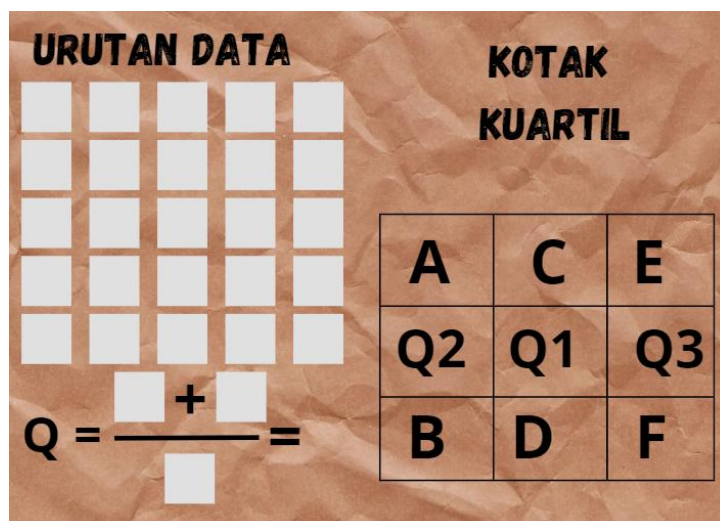 URUTAN DATA
KOTAK
KUARTIL
A C E
Q2 Q1 Q3
B D F
Q = + =